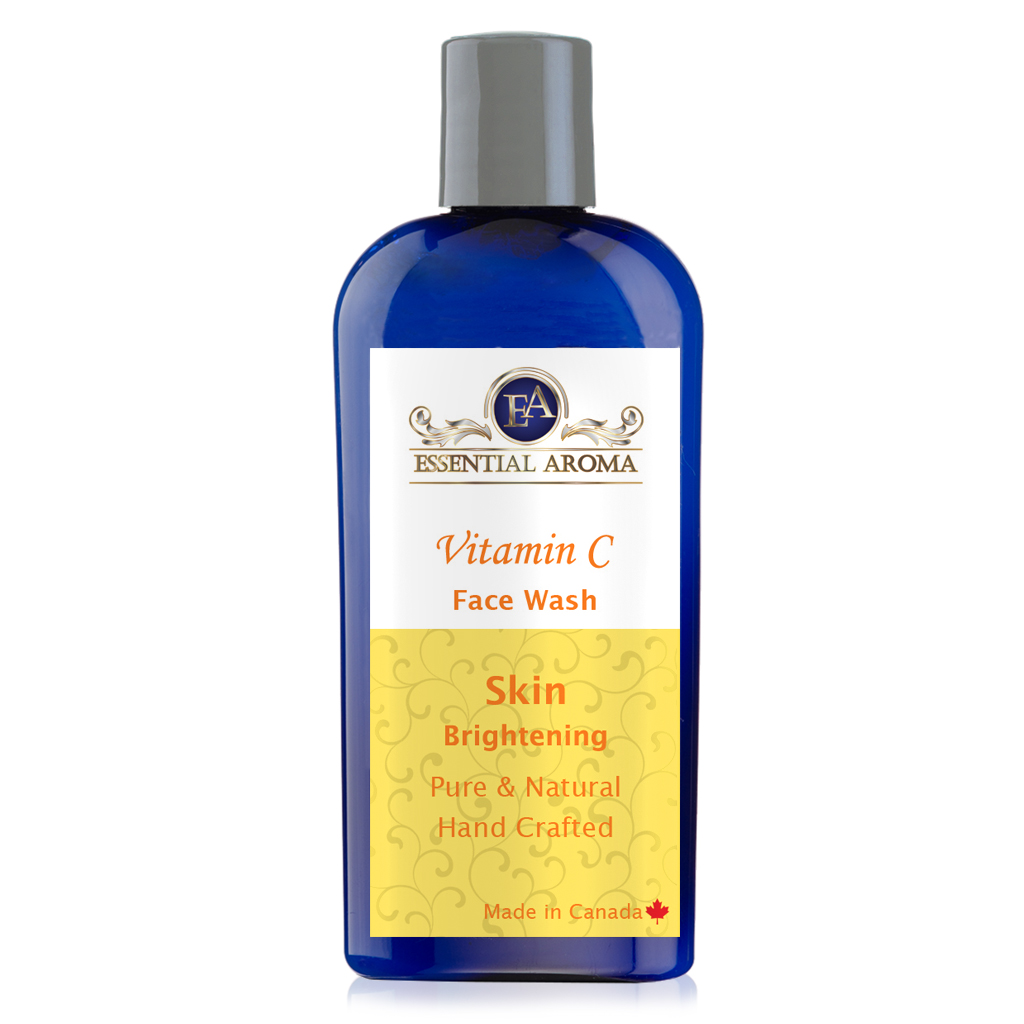 EA
ESSENTIAL AROMA
Vitamin C
Face Wash
Skin
Brightening
Pure & Natural
Hand Crafted
Made in Canada